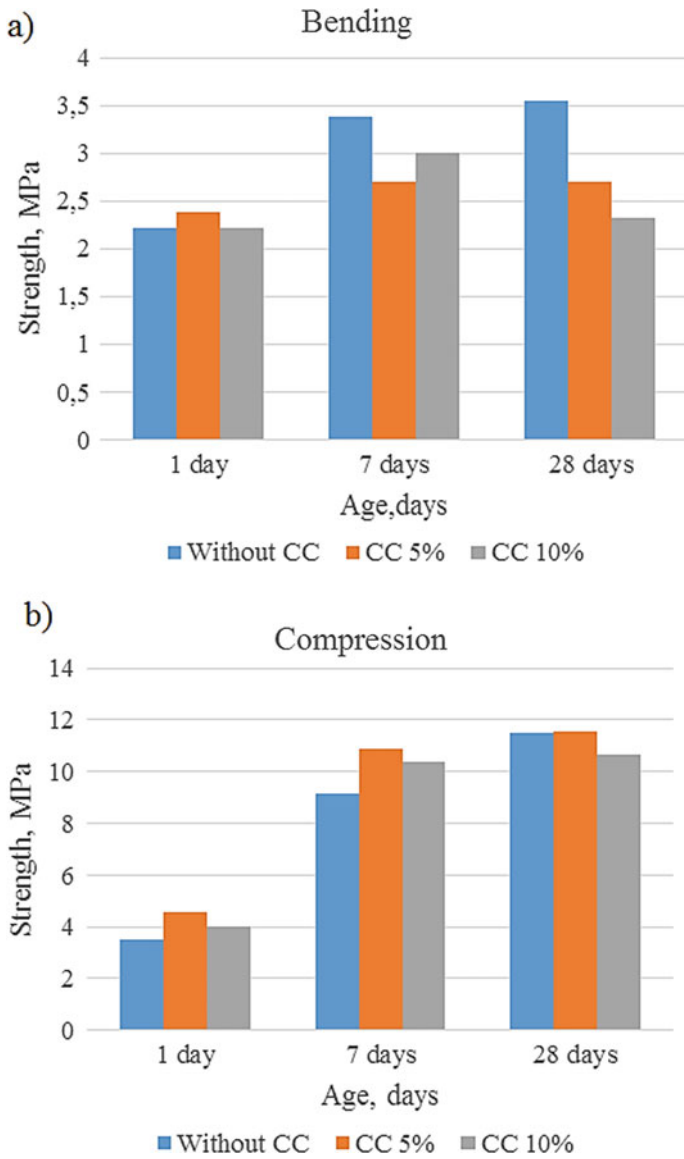 a)
Bending
Strength, MPa
4
3,5
3
2,5
2
1,5
1
0,5
0
1 day 7 days 28 days
Age,days
Without CC CC 5% CC 10%
b)
Compression
Strength, MPa
14
12
10
8
6
4
2
0
1 day 7 days 28 days
Age, days
Without CC CC 5% CC 10%